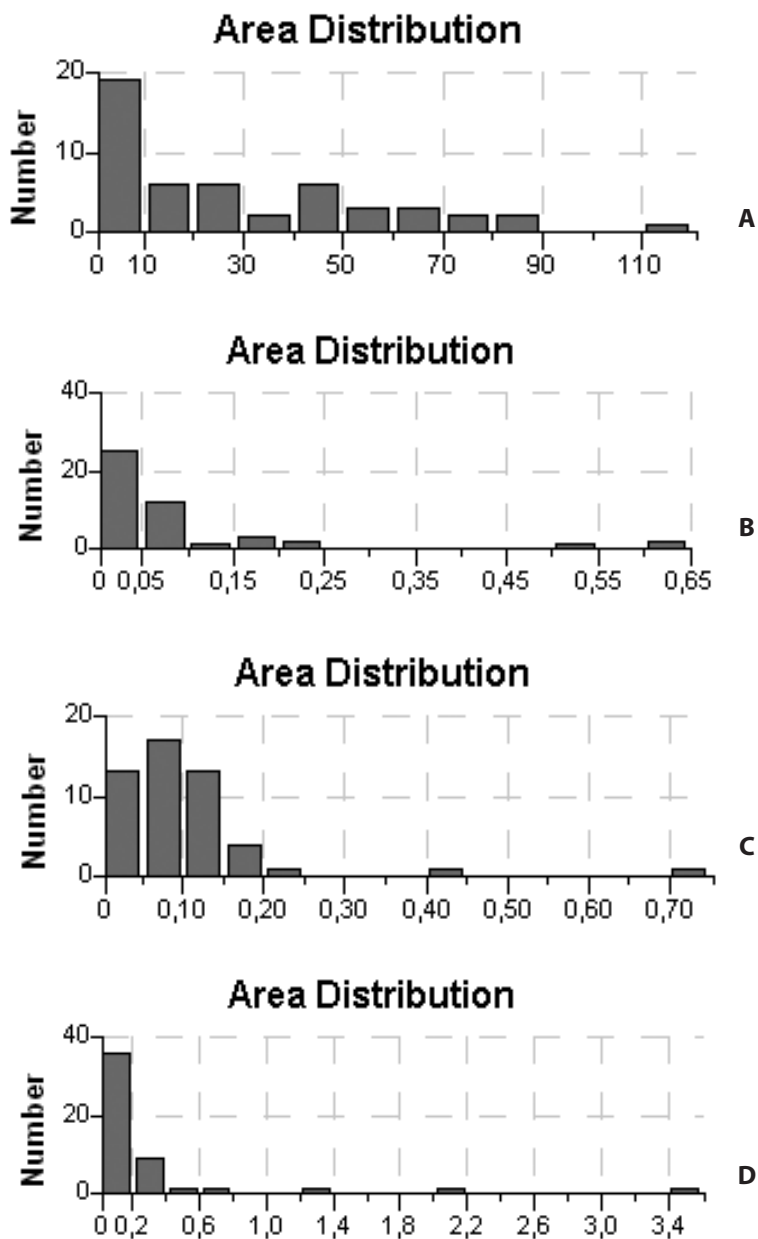 Area Distribution
20
10
0
Number
0 10 30 50 70 90 110
A
Area Distribution
40
20
0
Number
0 0,05 0,15 0,25 0,35 0,45 0,55 0,65
B
Area Distribution
20
10
0
Number
0 0,10 0,20 0,30 0,40 0,50 0,60 0,70
C
Area Distribution
40
20
0
Number
0 0,2 0,6 1,0 1,4 1,8 2,2 2,6 3,0 3,4
D